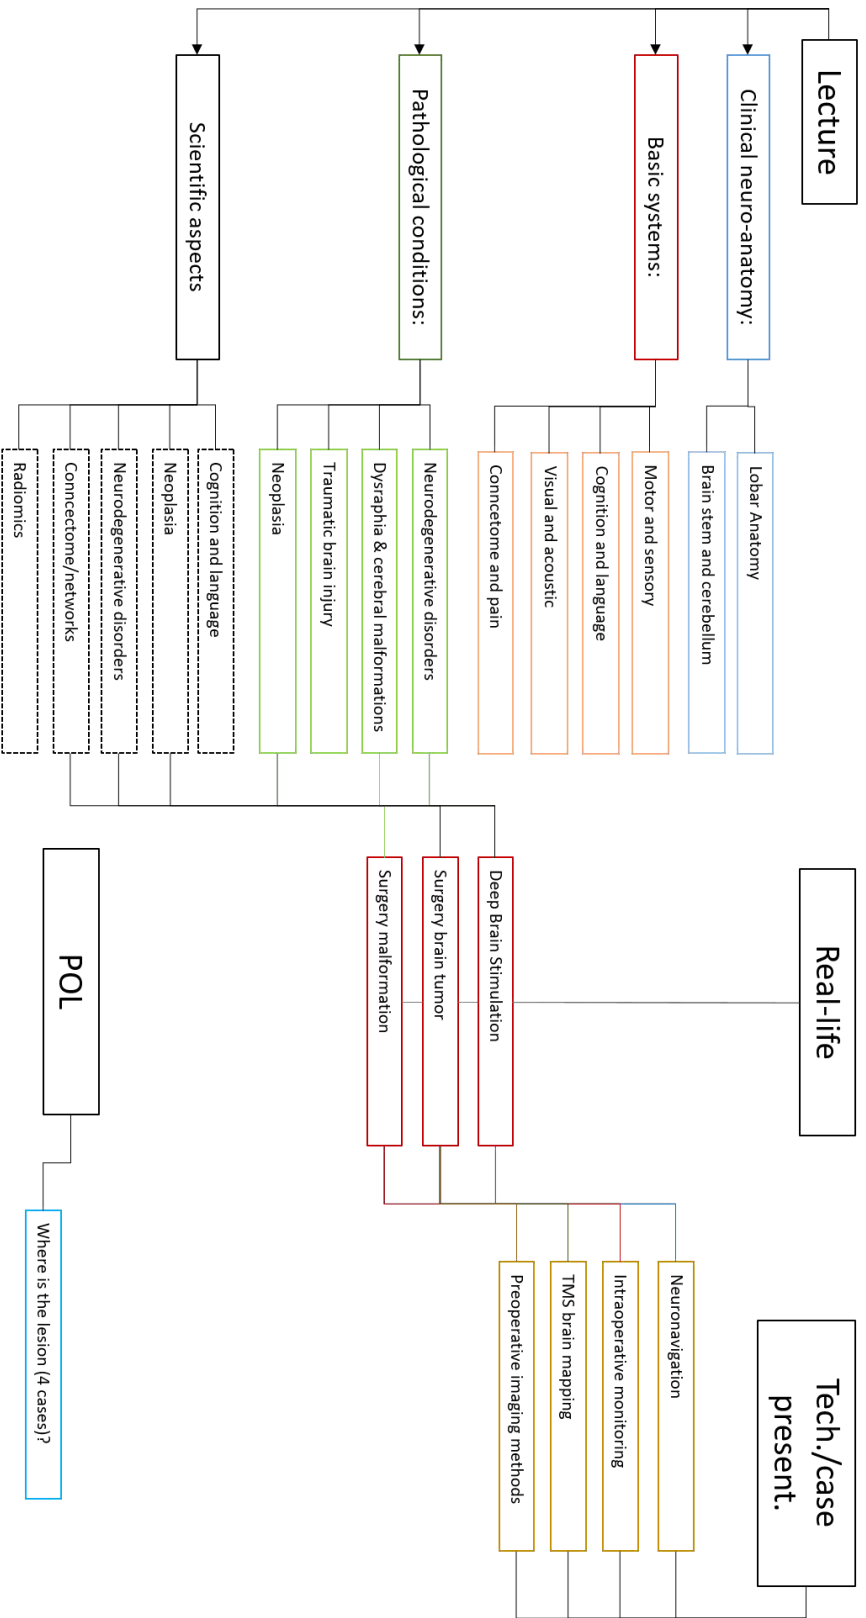 Lecture
Clinical neuro-anatomy:
Lobar Anatomy
Brain stem and cerebellum
Basic systems:
Motor and sensory
Cognition and language
Visual and acoustic
Conncetome and pain
Pathological conditions:
Neurodegenerative disorders
Dysraphia & cerebral malformations
Traumatic brain injury
Neoplasia
Scientific aspects
Cognition and language
Neoplasia
Neurodegenerative disorders
Conncectome/networks
Radiomics
Real-life
Deep Brain Stimulation
Surgery brain tumor
Surgery malformation
POL
Where is the lesion (4 cases)?
Tech./case
present.
Neuronavigation
Intraoperative monitoring
TMS brain mapping
Preoperative imaging methods